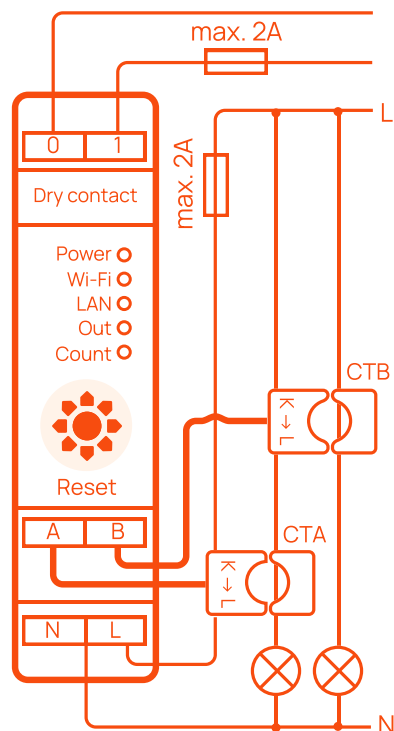 max. 2A
L
max. 2A
0 1
Dry contact
Power
Wi-Fi
LAN
Out
Count
CTB
K → L
Reset
A B
CTA
K → L
N L
N